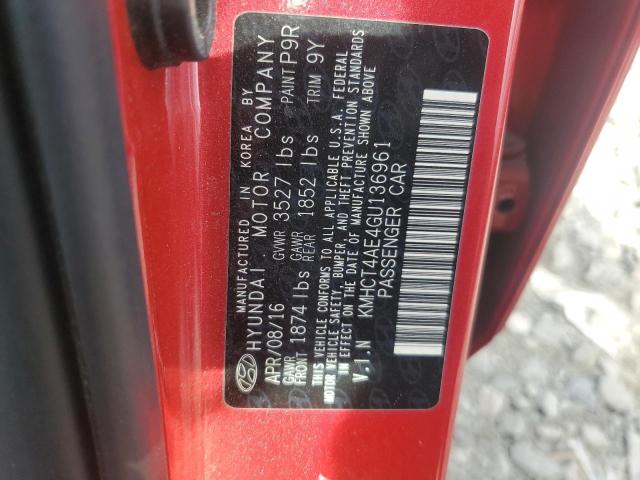 MANUFACTURED IN KOREA BY
HYUNDAI MOTOR COMPANY
APR/08/16 GVWR 3527 lbs PAINT P9R
GAWR FRONT 1874 lbs GAWR REAR 1852 lbs TRIM 9Y
THIS VEHICLE CONFORMS TO ALL APPLICABLE U.S.A. FEDERAL
MOTOR VEHICLE SAFETY, BUMPER, AND THEFT PREVENTION STANDARDS
IN EFFECT ON THE DATE OF MANUFACTURE SHOWN ABOVE
V.I.N KMHCT4AE4GU136961
PASSENGER CAR